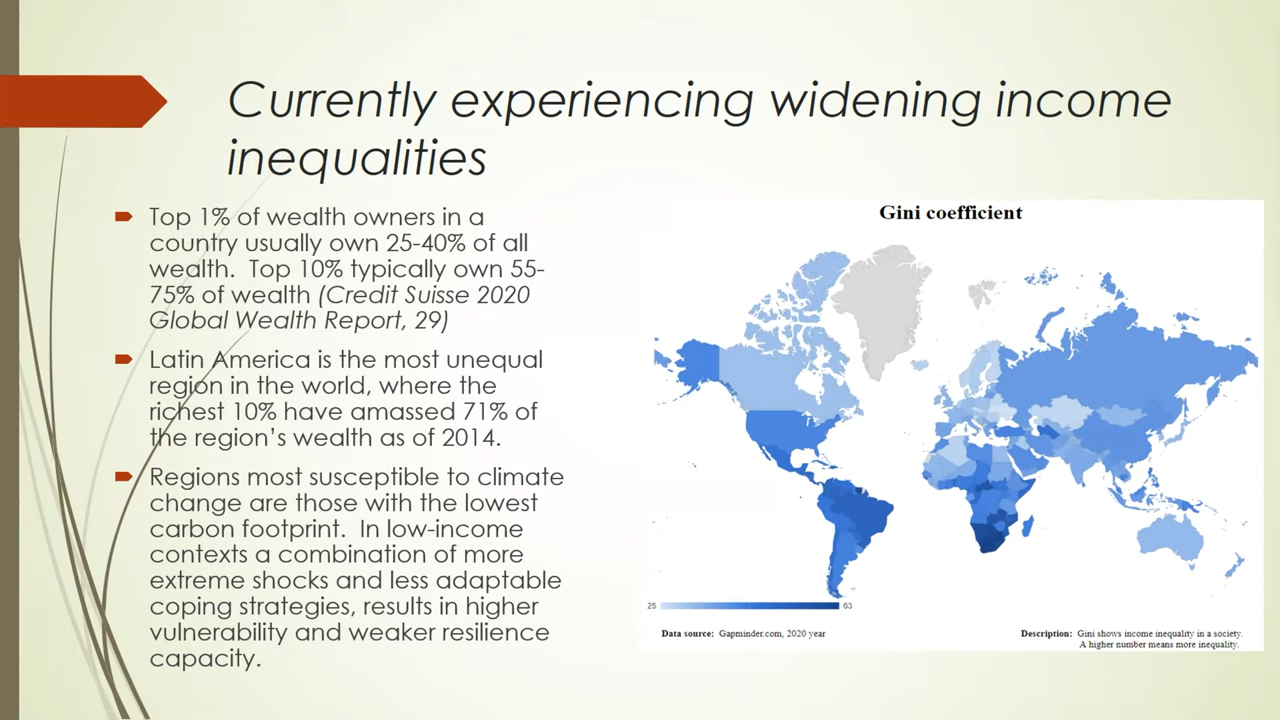 Currently experiencing widening income
inequalities
Top 1% of wealth owners in a
country usually own 25-40% of all
wealth.  Top 10% typically own 55-
75% of wealth (Credit Suisse 2020
Global Wealth Report, 29)
Latin America is the most unequal
region in the world, where the
richest 10% have amassed 71% of
the region's wealth as of 2014.
Regions most susceptible to climate
change are those with the lowest
carbon footprint.  In low-income
contexts a combination of more
extreme shocks and less adaptable
coping strategies, results in higher
vulnerability and weaker resilience
capacity.
Gini coefficient
25 63
Data source:  Gapminder.com, 2020 year
Description:  Gini shows income inequality in a society.
A higher number means more inequality.